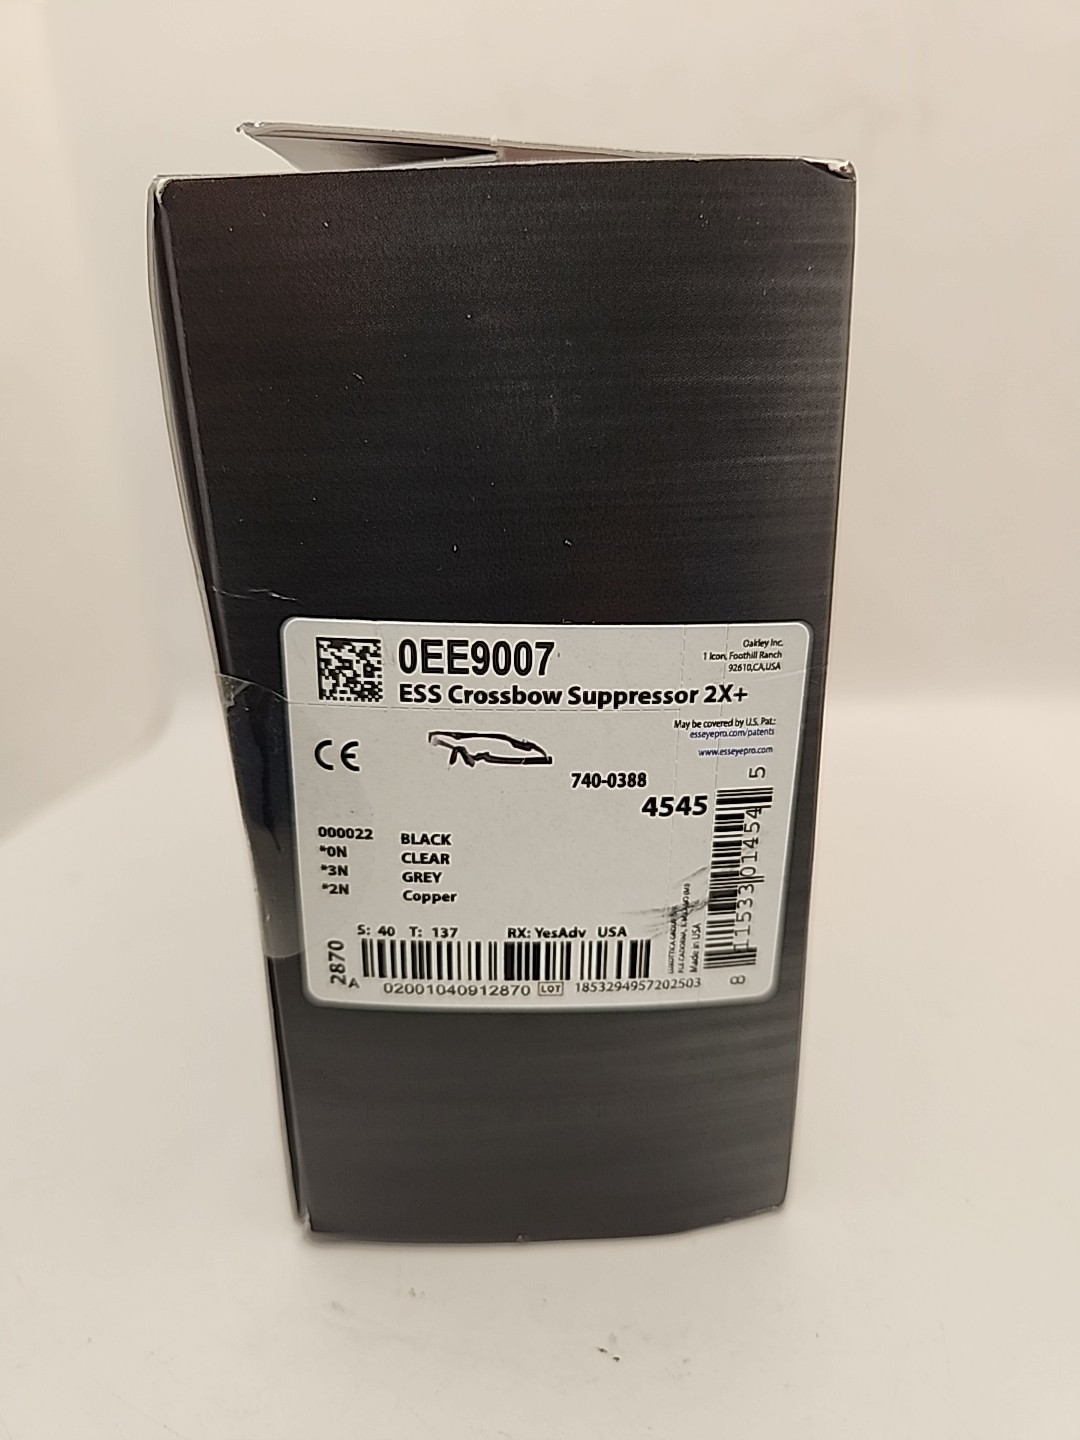 0EE9007
ESS Crossbow Suppressor 2X+
Oakley Inc.
1 Icon, Foothill Ranch
92610,CA,USA
May be covered by U.S. Pat.:
esseyepro.com/patents
www.esseyepro.com
CE
740-0388
4545
000022 BLACK
*0N CLEAR
*3N GREY
*2N Copper
S: 40 T: 137 RX: YesAdv USA
2870
A
02001040912870 LOT 1853294957202503
Made in USA
8 11533 01454 5